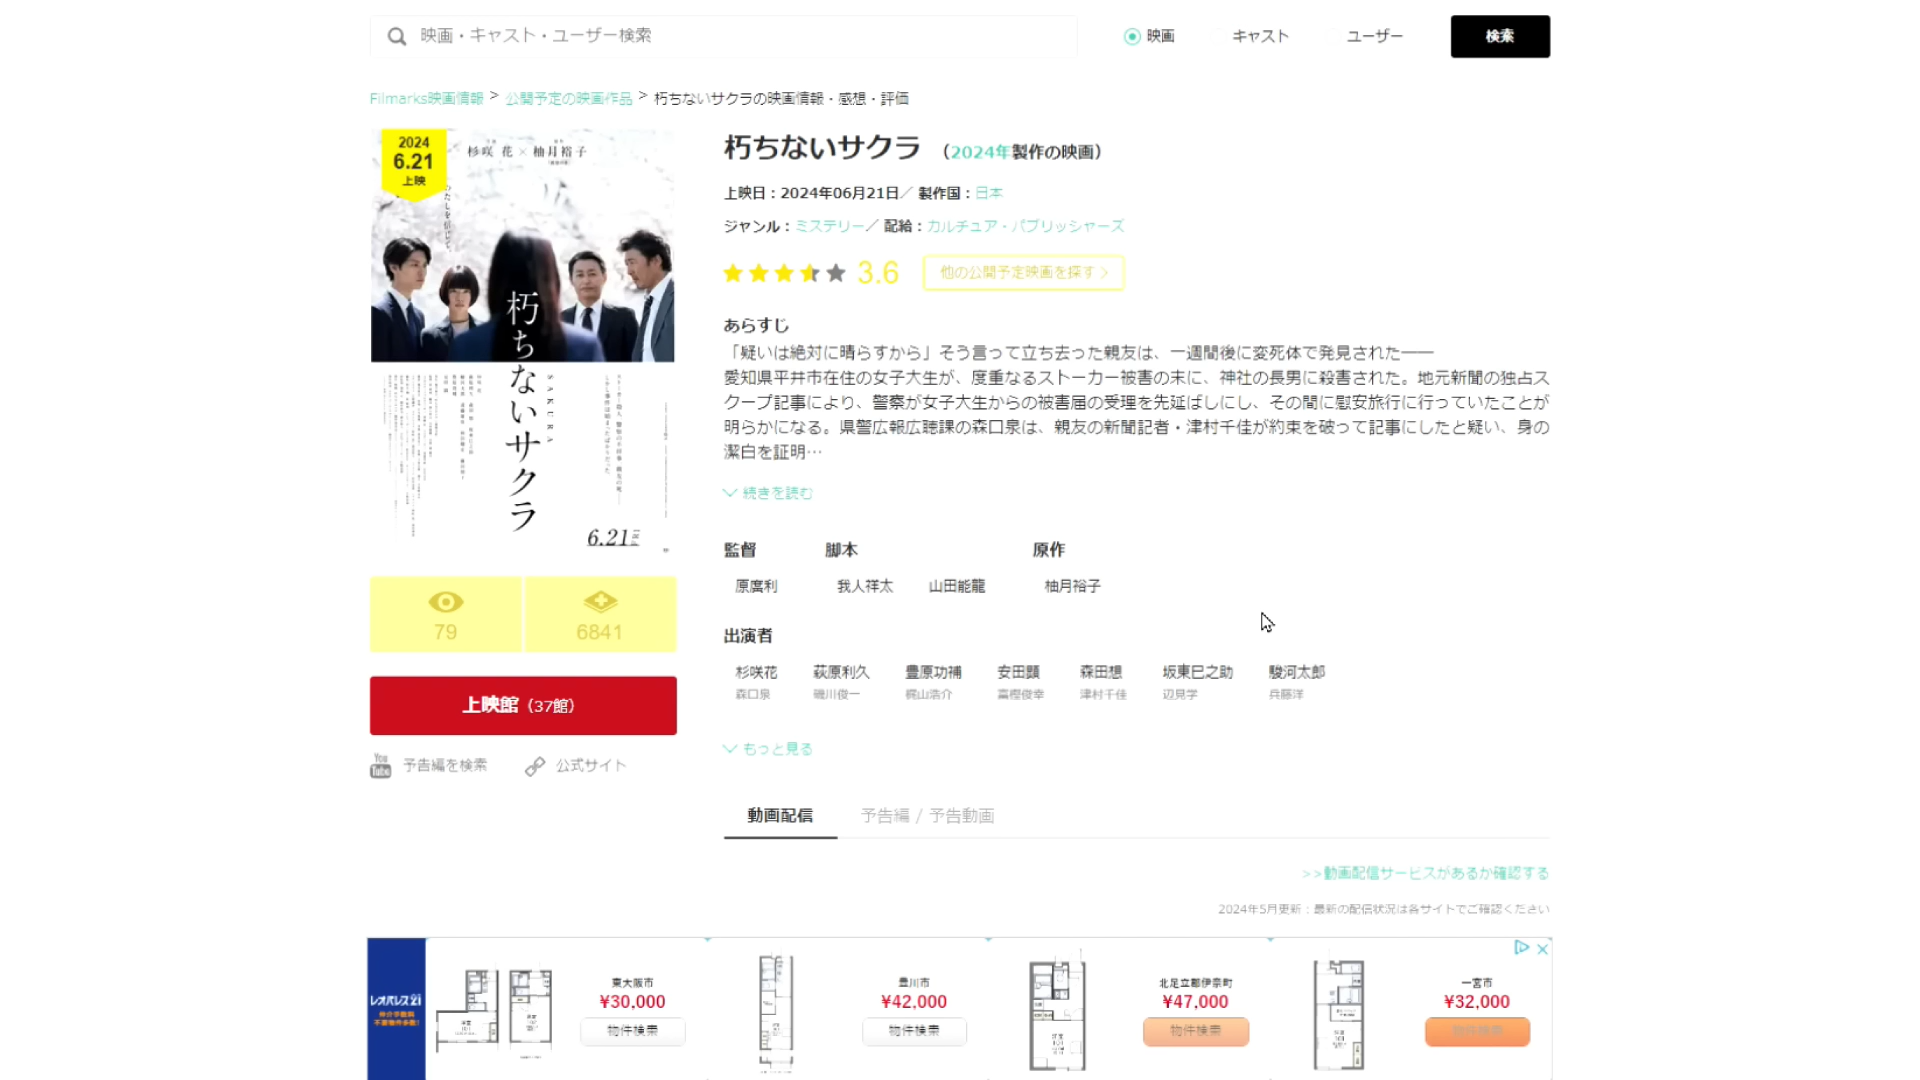 映画・キャスト・ユーザー検索
映画
キャスト
ユーザー
検索
Filmarks映画情報 > 公開予定の映画作品 > 朽ちないサクラの映画情報・感想・評価
2024
6.21
上映
杉咲 花 × 柚月裕子
朽ちないサクラ
SAKURA
6.21
79
6841
上映館 (37館)
You Tube
予告編を検索
公式サイト
朽ちないサクラ (2024年製作の映画)
上映日:2024年06月21日/ 製作国:日本
ジャンル:ミステリー/ 配給:カルチュア・パブリッシャーズ
3.6
他の公開予定映画を探す >
あらすじ
「疑いは絶対に晴らすから」そう言って立ち去った親友は、一週間後に変死体で発見された――
愛知県平井市在住の女子大生が、度重なるストーカー被害の末に、神社の長男に殺害された。地元新聞の独占ス
クープ記事により、警察が女子大生からの被害届の受理を先延ばしにし、その間に慰安旅行に行っていたことが
明らかになる。県警広報広聴課の森口泉は、親友の新聞記者・津村千佳が約束を破って記事にしたと疑い、身の
潔白を証明…
続きを読む
監督 脚本 原作
原廣利 我人祥太 山田能龍 柚月裕子
出演者
杉咲花 萩原利久 豊原功補 安田顕 森田想 坂東巳之助 駿河太郎
森口泉 磯川俊一 梶山浩介 富樫俊幸 津村千佳 辺見学 兵藤洋
もっと見る
動画配信 予告編 / 予告動画
>>動画配信サービスがあるか確認する
2024年5月更新:最新の配信状況は各サイトでご確認ください
レオパレス21
仲介手数料
不要物件多数!
東大阪市
¥30,000
物件検索
豊川市
¥42,000
物件検索
北足立郡伊奈町
¥47,000
物件検索
一宮市
¥32,000
物件検索